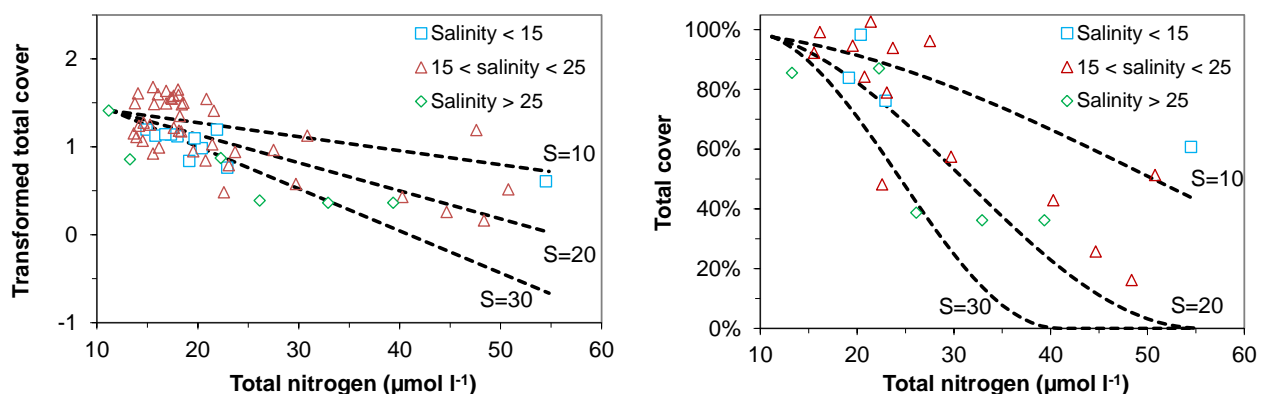 Transformed total cover
2
1
0
-1
10
20
30
40
50
60
Total nitrogen (µmol l-1)
Salinity < 15
15 < salinity < 25
Salinity > 25
S=10
S=20
S=30
Total cover
100%
80%
60%
40%
20%
0%
10
20
30
40
50
60
Total nitrogen (µmol l-1)
Salinity < 15
15 < salinity < 25
Salinity > 25
S=10
S=30
S=20